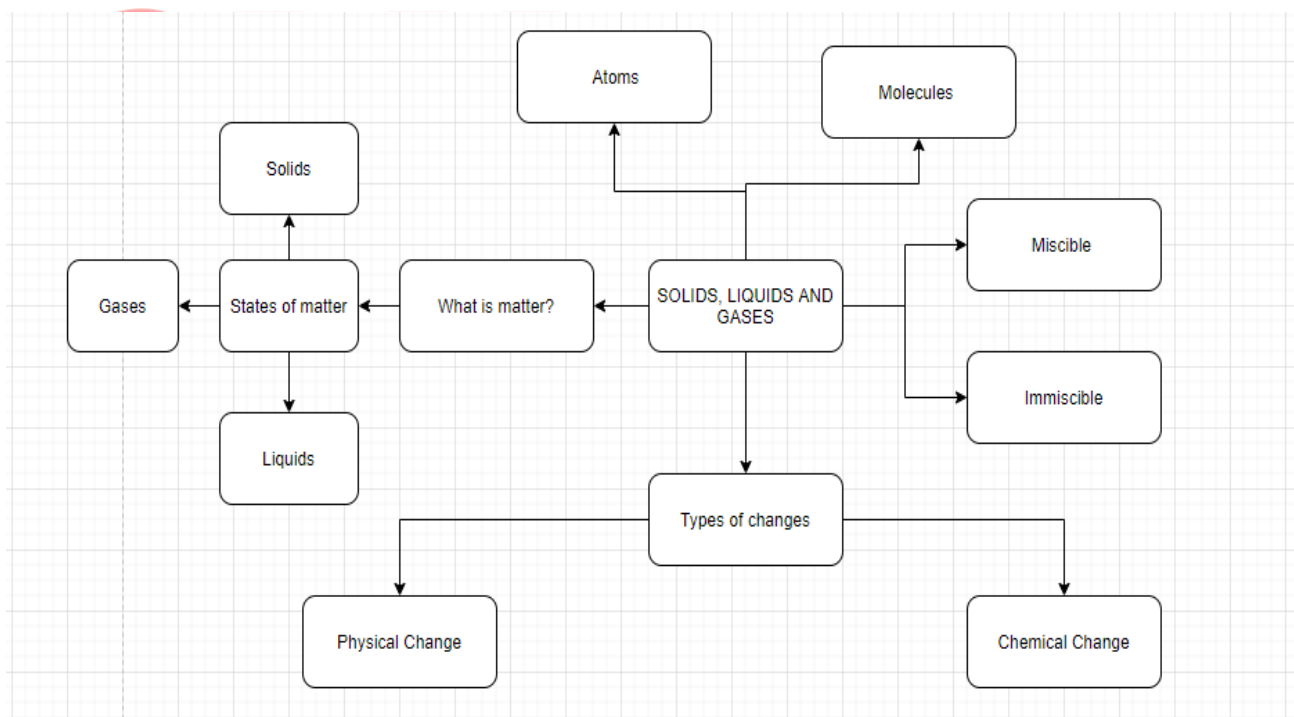 Atoms
Molecules
Solids
Miscible
Gases
States of matter
What is matter?
SOLIDS, LIQUIDS AND
GASES
Immiscible
Liquids
Types of changes
Physical Change
Chemical Change